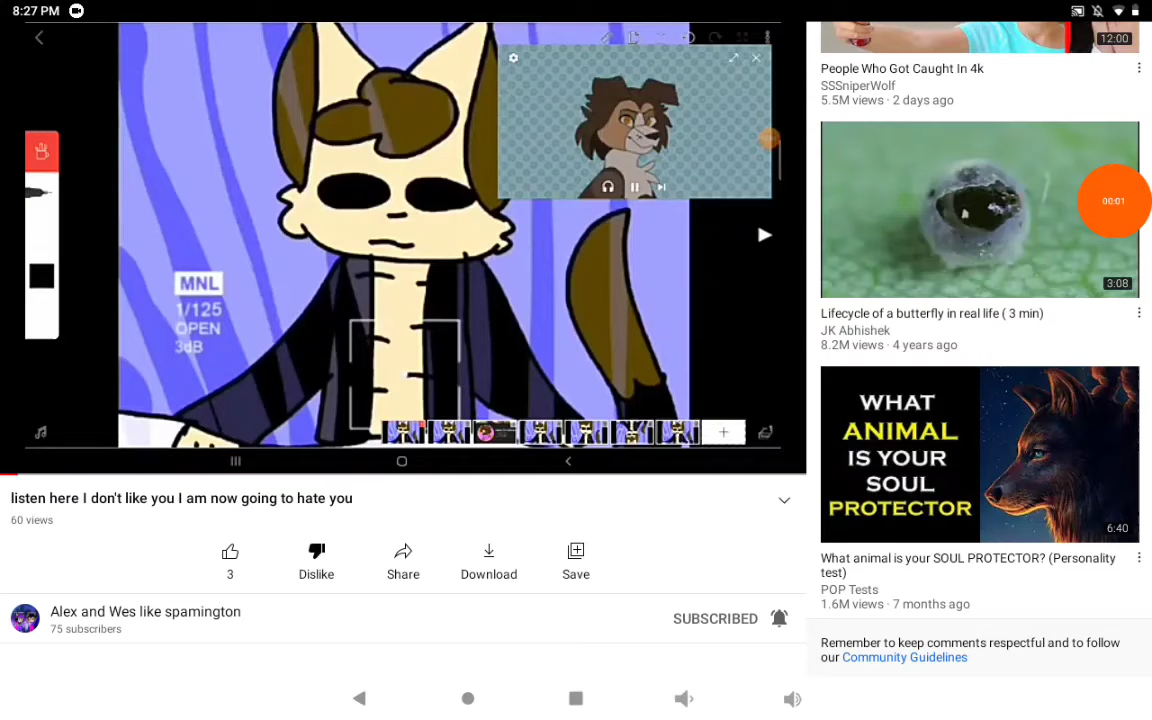 8:27 PM
MNL
1/125
OPEN
3dB
listen here I don't like you I am now going to hate you
60 views
3
Dislike
Share
Download
Save
Alex and Wes like spamington
75 subscribers
SUBSCRIBED
12:00
People Who Got Caught In 4k
SSSniperWolf
5.5M views · 2 days ago
00:01
3:08
Lifecycle of a butterfly in real life ( 3 min)
JK Abhishek
8.2M views · 4 years ago
WHAT
ANIMAL
IS YOUR
SOUL
PROTECTOR
6:40
What animal is your SOUL PROTECTOR? (Personality
test)
POP Tests
1.6M views · 7 months ago
Remember to keep comments respectful and to follow
our Community Guidelines